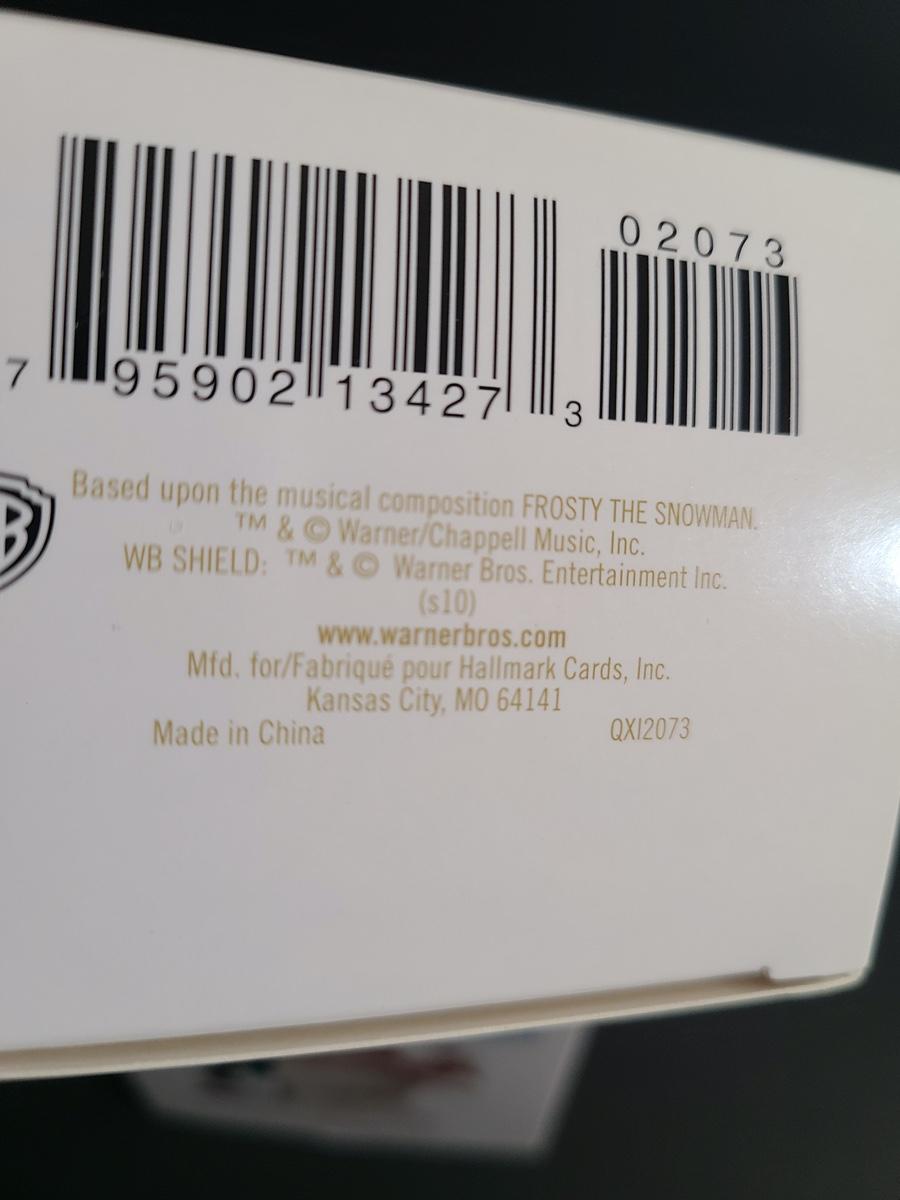 02073
7 95902 13427 3
Based upon the musical composition FROSTY THE SNOWMAN.
™ & © Warner/Chappell Music, Inc.
WB SHIELD: ™ & © Warner Bros. Entertainment Inc.
(s10)
www.warnerbros.com
Mfd. for/Fabriqué pour Hallmark Cards, Inc.
Kansas City, MO 64141
Made in China QXI2073